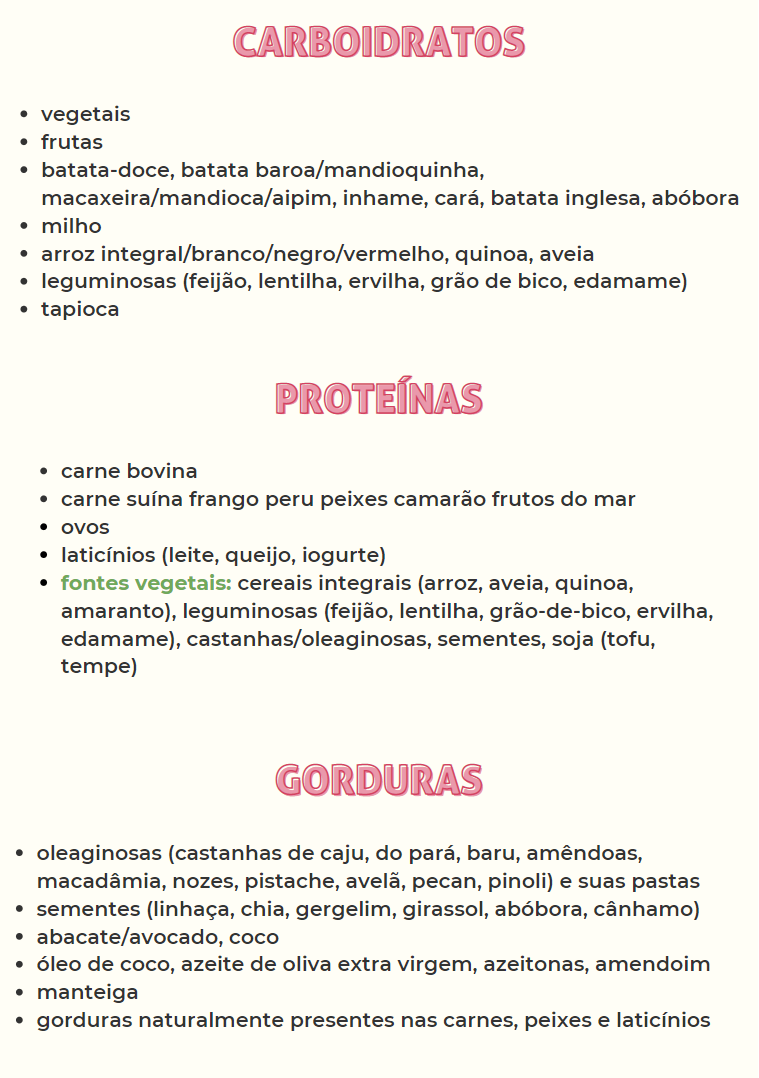 CARBOIDRATOS
• vegetais
• frutas
• batata-doce, batata baroa/mandioquinha,
macaxeira/mandioca/aipim, inhame, cará, batata inglesa, abóbora
• milho
• arroz integral/branco/negro/vermelho, quinoa, aveia
• leguminosas (feijão, lentilha, ervilha, grão de bico, edamame)
• tapioca
PROTEÍNAS
• carne bovina
• carne suína frango peru peixes camarão frutos do mar
• ovos
• laticínios (leite, queijo, iogurte)
• fontes vegetais: cereais integrais (arroz, aveia, quinoa,
amaranto), leguminosas (feijão, lentilha, grão-de-bico, ervilha,
edamame), castanhas/oleaginosas, sementes, soja (tofu,
tempe)
GORDURAS
• oleaginosas (castanhas de caju, do pará, baru, amêndoas,
macadâmia, nozes, pistache, avelã, pecan, pinoli) e suas pastas
• sementes (linhaça, chia, gergelim, girassol, abóbora, cânhamo)
• abacate/avocado, coco
• óleo de coco, azeite de oliva extra virgem, azeitonas, amendoim
• manteiga
• gorduras naturalmente presentes nas carnes, peixes e laticínios